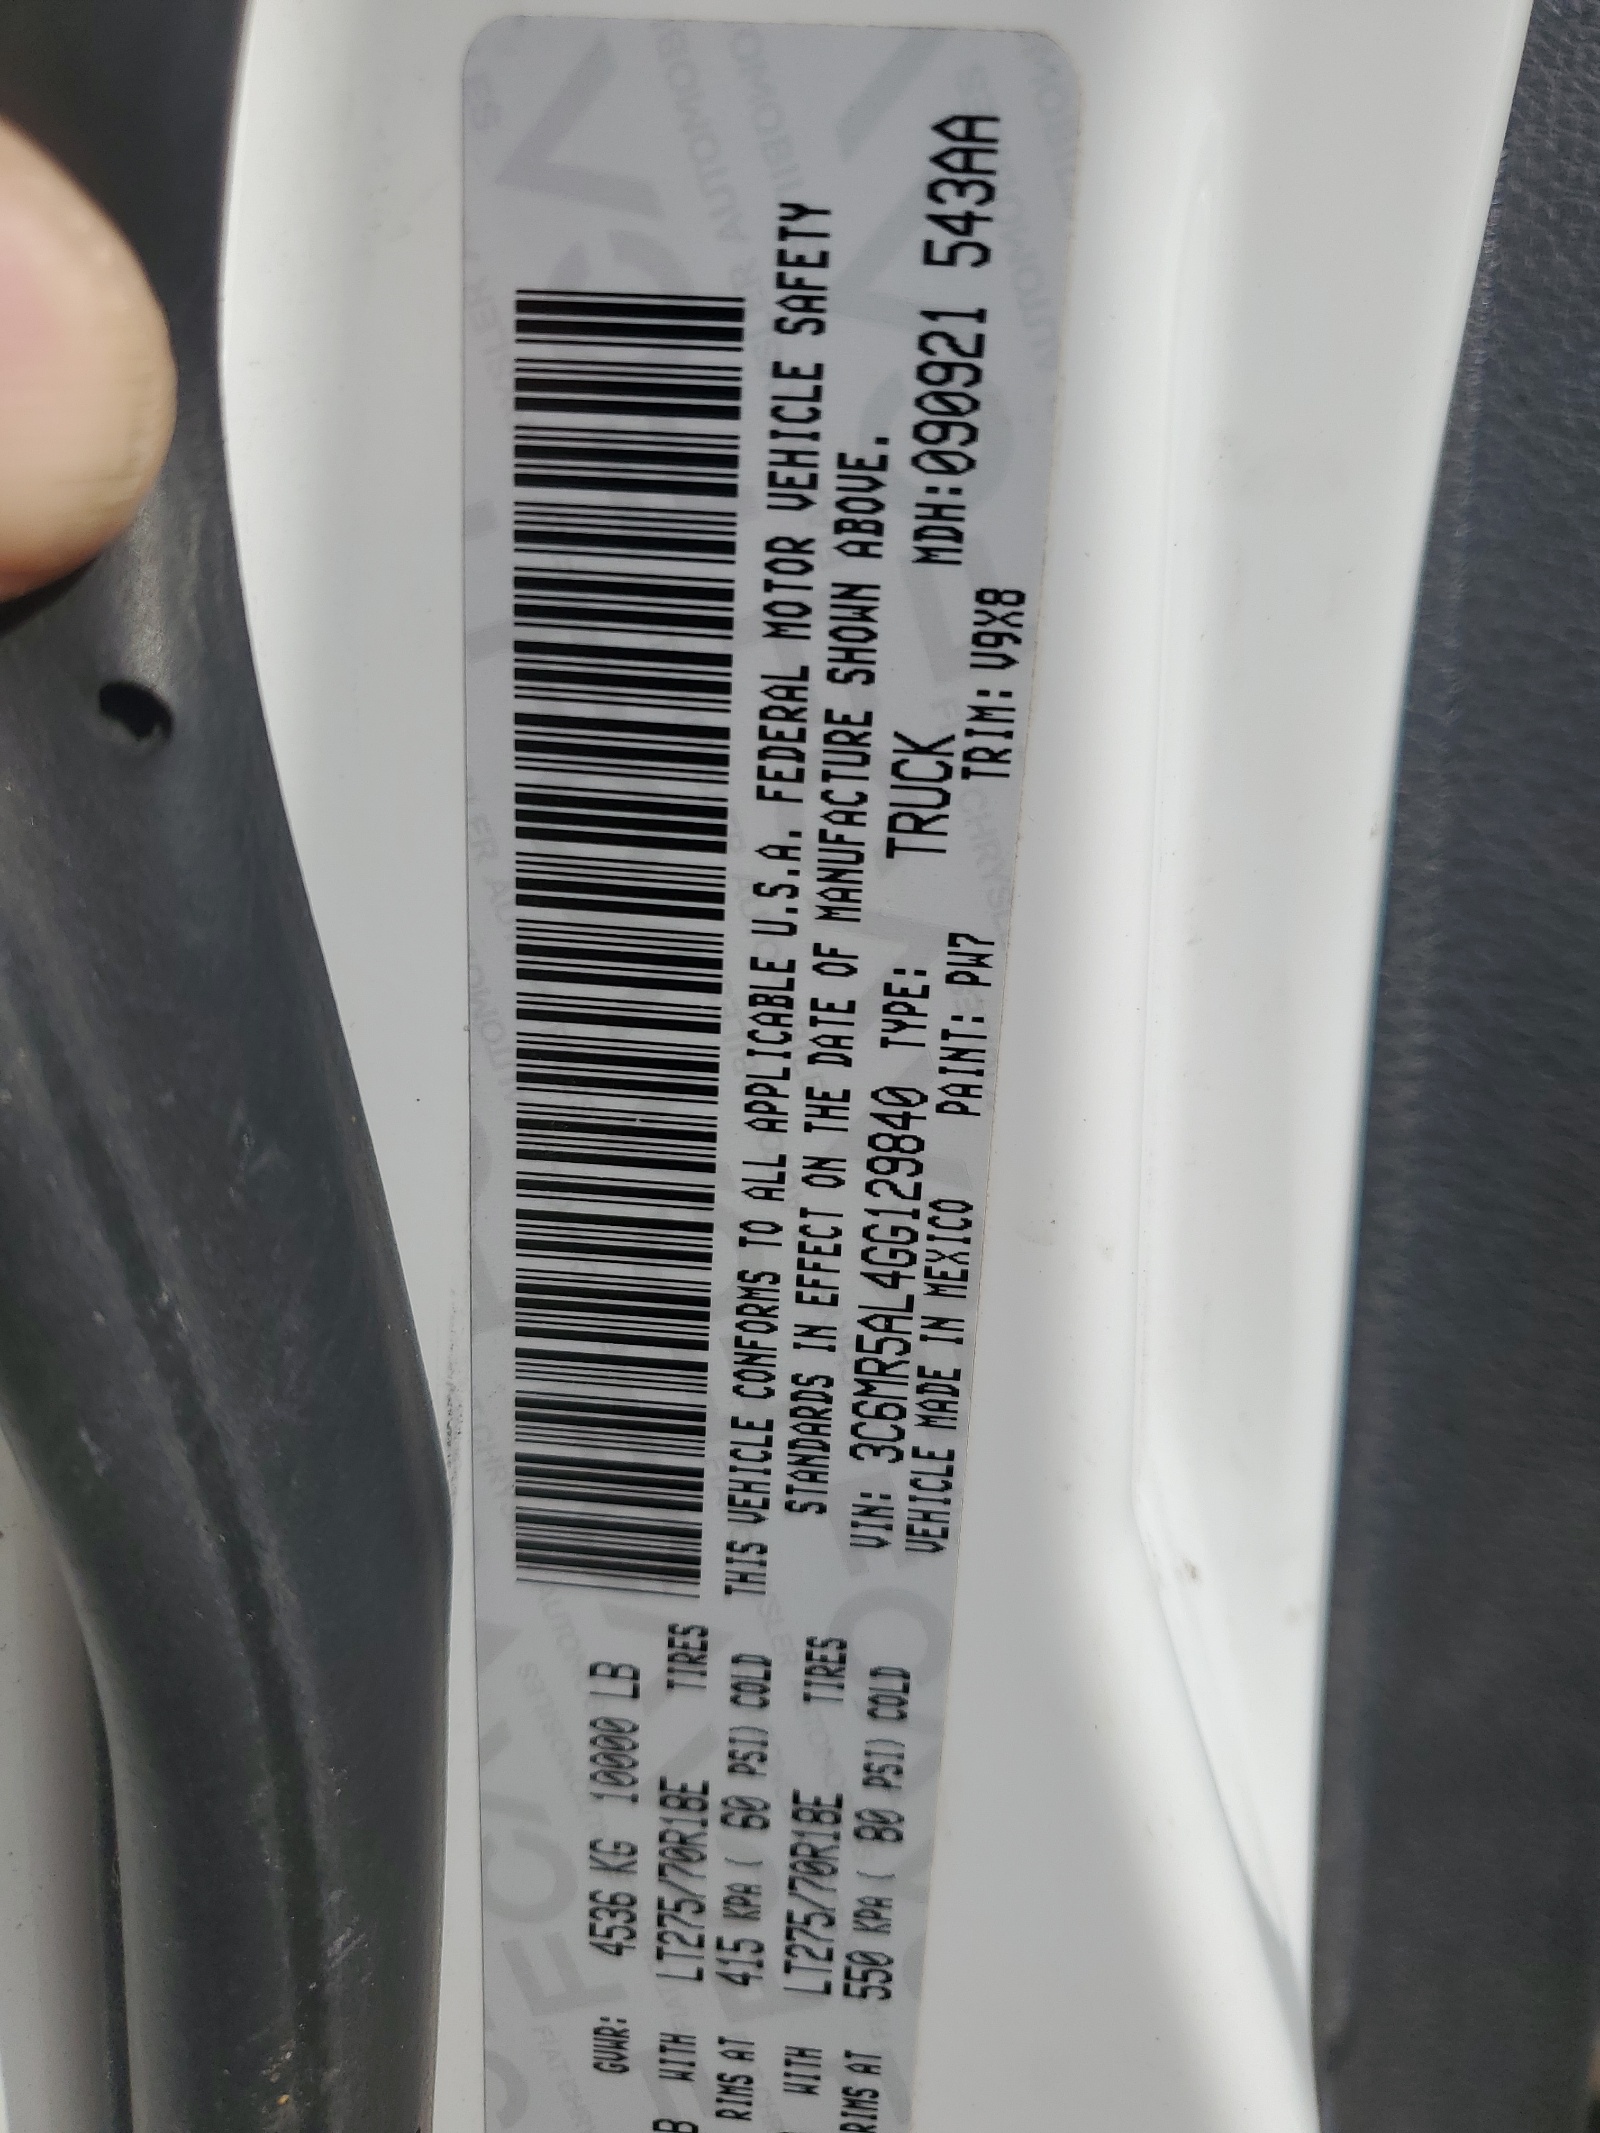 GVWR: 4536 KG 10000 LB
B WITH LT275/70R18E TIRES
RIMS AT 415 KPA ( 60 PSI) COLD
WITH LT275/70R18E TIRES
RIMS AT 550 KPA ( 80 PSI) COLD
THIS VEHICLE CONFORMS TO ALL APPLICABLE U.S.A. FEDERAL MOTOR VEHICLE SAFETY
STANDARDS IN EFFECT ON THE DATE OF MANUFACTURE SHOWN ABOVE.
VIN: 3C6MR5AL4GG129840 TYPE: TRUCK MDH:090921 543AA
VEHICLE MADE IN MEXICO PAINT: PW7 TRIM: V9X8